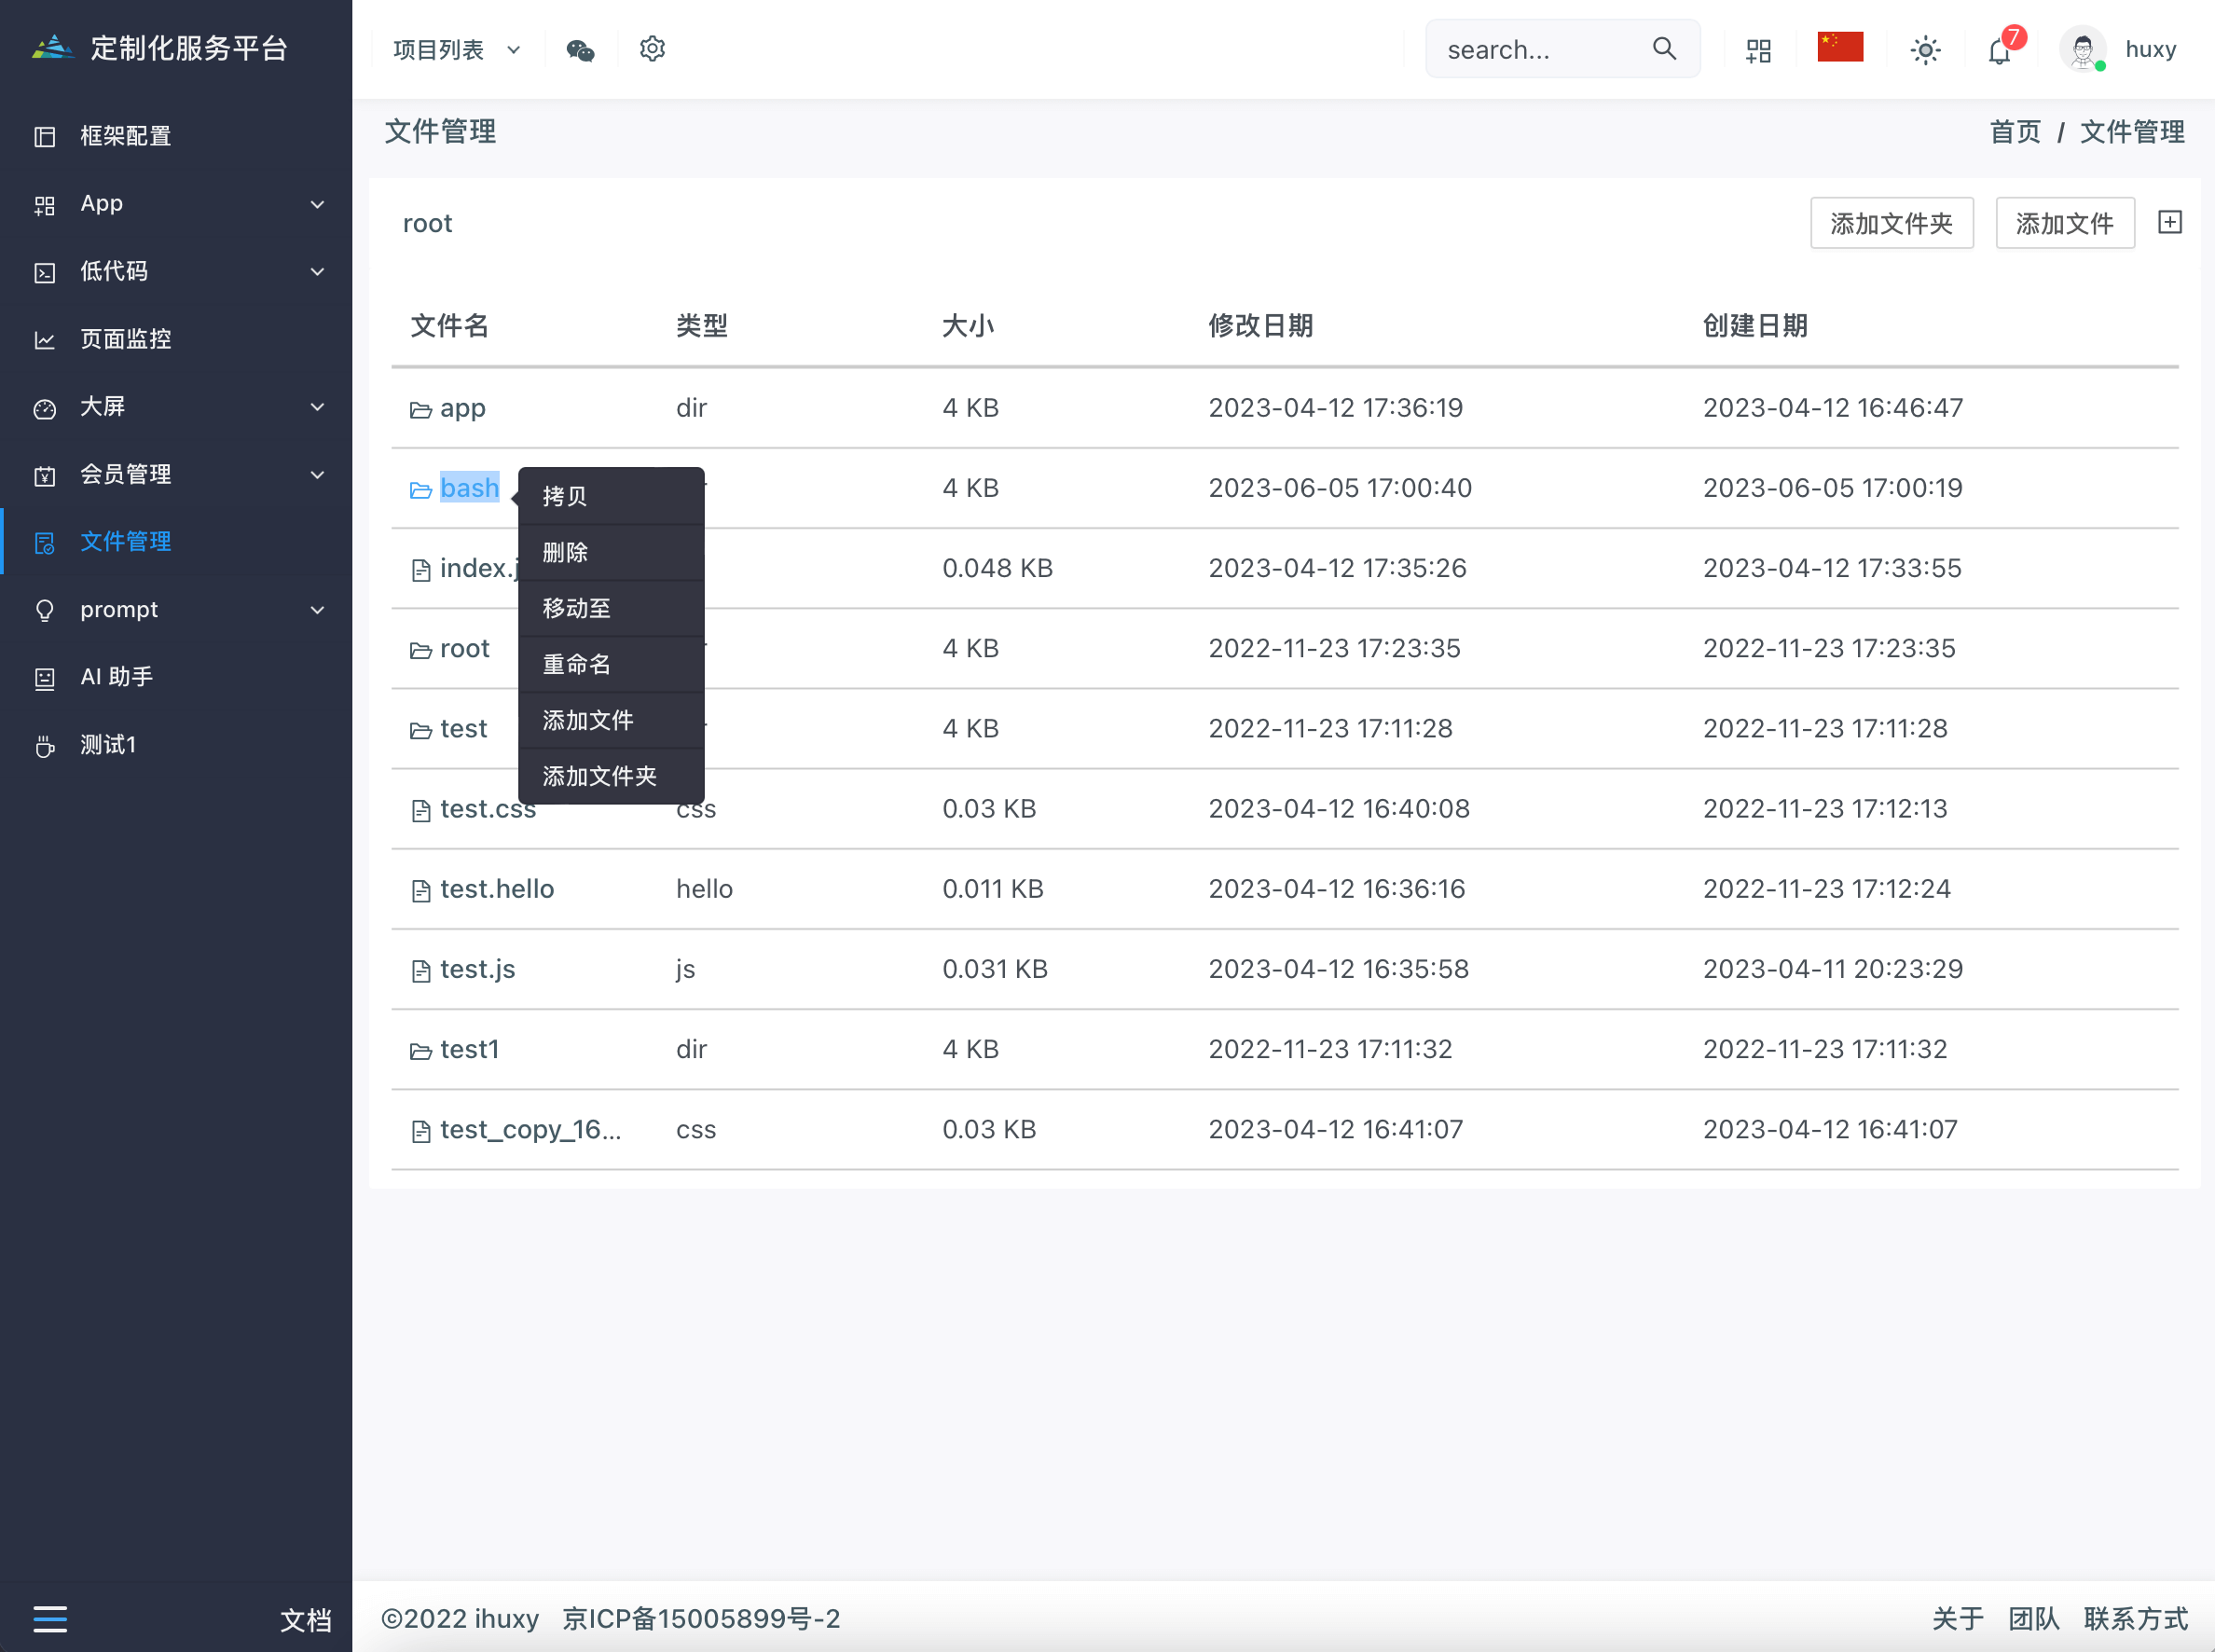 定制化服务平台
项目列表
search...
7
huxy
框架配置
App
低代码
页面监控
大屏
会员管理
文件管理
prompt
AI 助手
测试1
文档
文件管理
首页 / 文件管理
root
添加文件夹
添加文件
文件名 类型 大小 修改日期 创建日期
app dir 4 KB 2023-04-12 17:36:19 2023-04-12 16:46:47
bash 4 KB 2023-06-05 17:00:40 2023-06-05 17:00:19
index.j 0.048 KB 2023-04-12 17:35:26 2023-04-12 17:33:55
root 4 KB 2022-11-23 17:23:35 2022-11-23 17:23:35
test 4 KB 2022-11-23 17:11:28 2022-11-23 17:11:28
test.css css 0.03 KB 2023-04-12 16:40:08 2022-11-23 17:12:13
test.hello hello 0.011 KB 2023-04-12 16:36:16 2022-11-23 17:12:24
test.js js 0.031 KB 2023-04-12 16:35:58 2023-04-11 20:23:29
test1 dir 4 KB 2022-11-23 17:11:32 2022-11-23 17:11:32
test_copy_16... css 0.03 KB 2023-04-12 16:41:07 2023-04-12 16:41:07
拷贝
删除
移动至
重命名
添加文件
添加文件夹
©2022 ihuxy 京ICP备15005899号-2
关于 团队 联系方式